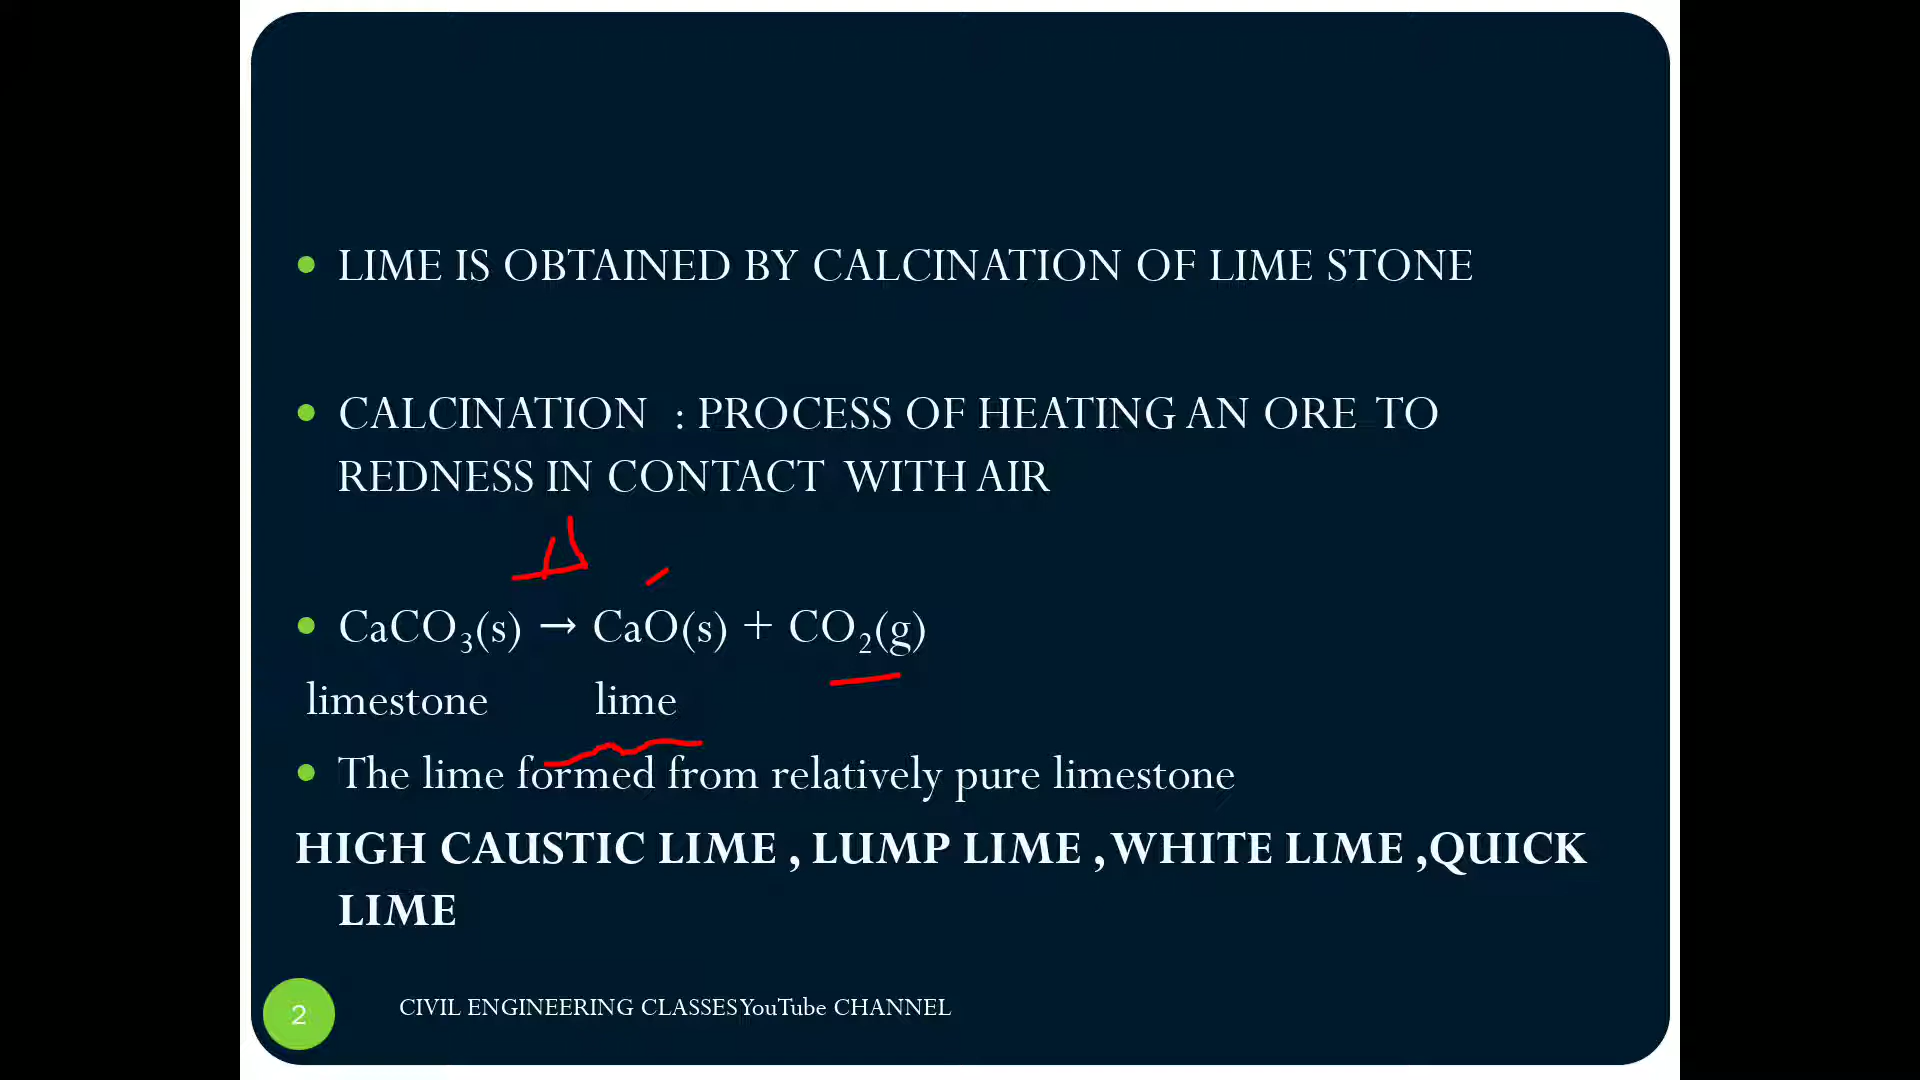 LIME IS OBTAINED BY CALCINATION OF LIME STONE
CALCINATION : PROCESS OF HEATING AN ORE TO
REDNESS IN CONTACT WITH AIR
Δ
CaCO₃(s) → CaO(s) + CO₂(g)
limestone lime
The lime formed from relatively pure limestone
HIGH CAUSTIC LIME , LUMP LIME ,WHITE LIME ,QUICK
LIME
2 CIVIL ENGINEERING CLASSES YouTube CHANNEL